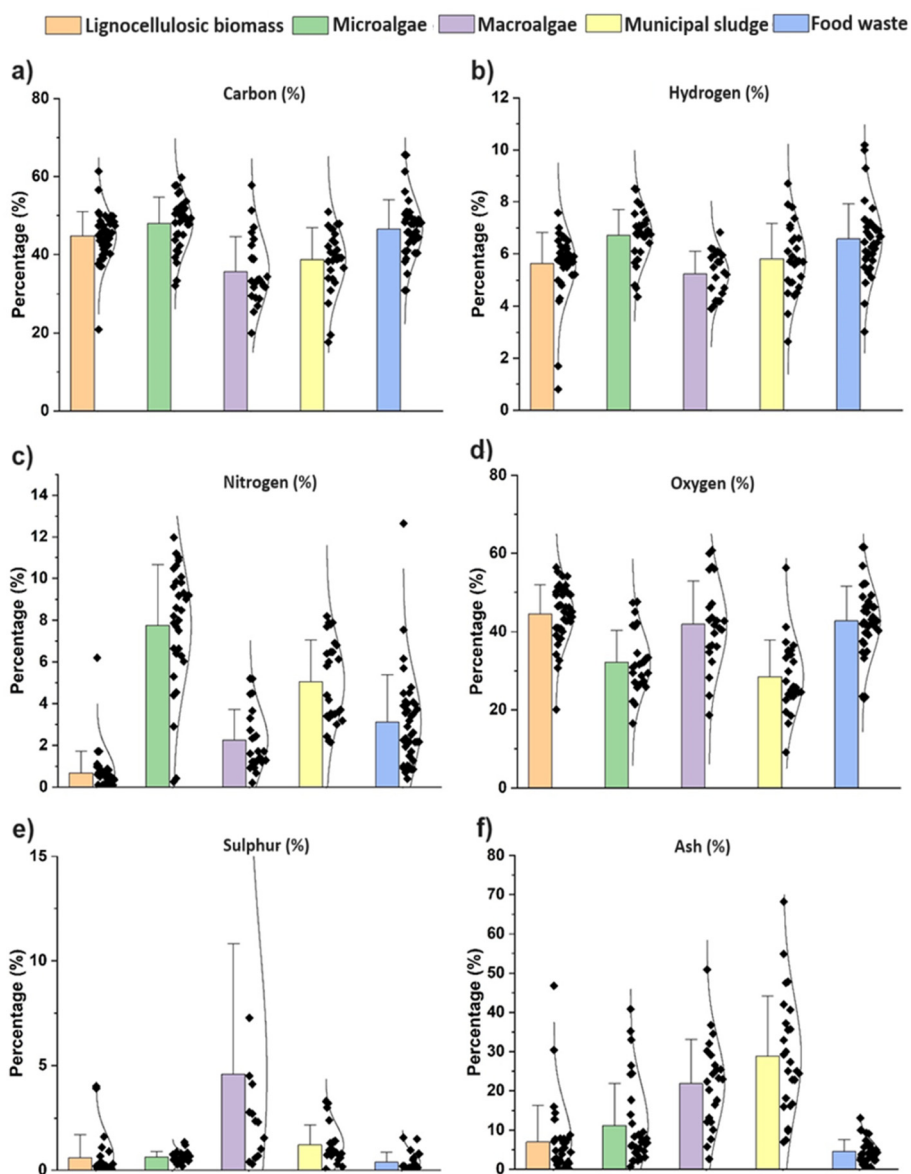 Lignocellulosic biomass Microalgae Macroalgae Municipal sludge Food waste
a) b)
Carbon (%) Hydrogen (%)
Percentage (%) Percentage (%)
80 60 40 20 0
12 10 8 6 4 2 0
c) d)
Nitrogen (%) Oxygen (%)
Percentage (%) Percentage (%)
14 12 10 8 6 4 2 0
80 60 40 20 0
e) f)
Sulphur (%) Ash (%)
Percentage (%) Percentage (%)
15 10 5 0
80 70 60 50 40 30 20 10 0